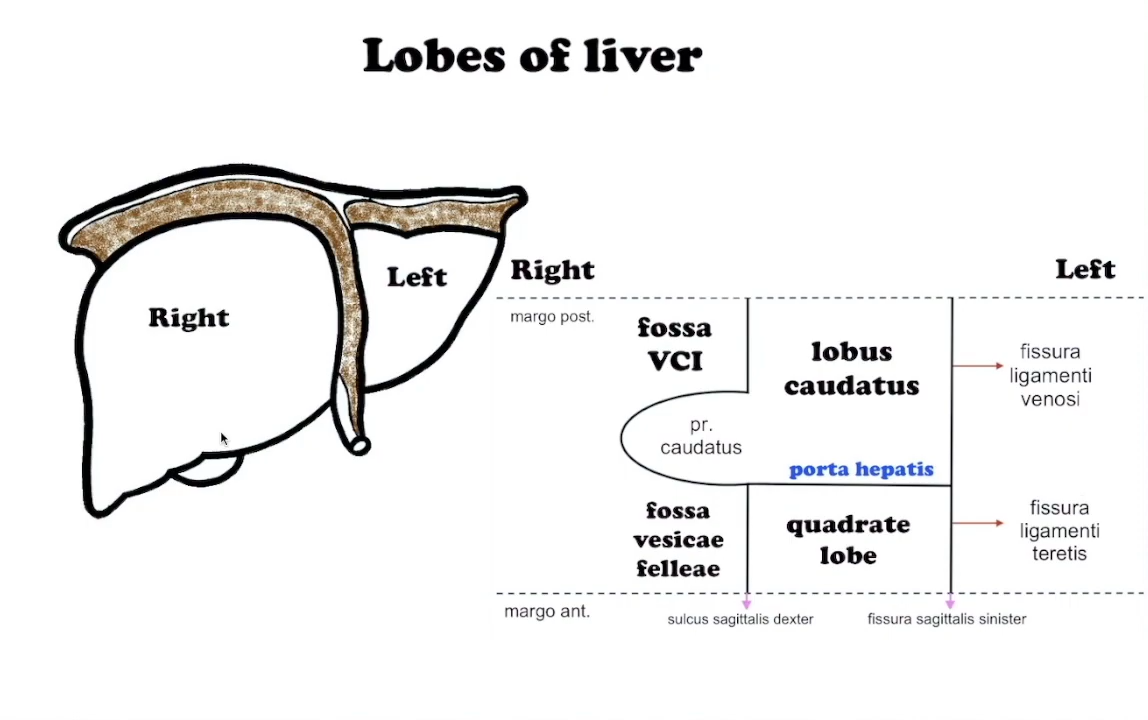 Lobes of liver
Right
Left
Right
Left
margo post.
fossa
VCI
lobus
caudatus
fissura
ligamenti
venosi
pr.
caudatus
porta hepatis
fossa
vesicae
felleae
quadrate
lobe
fissura
ligamenti
teretis
margo ant.
sulcus sagittalis dexter
fissura sagittalis sinister